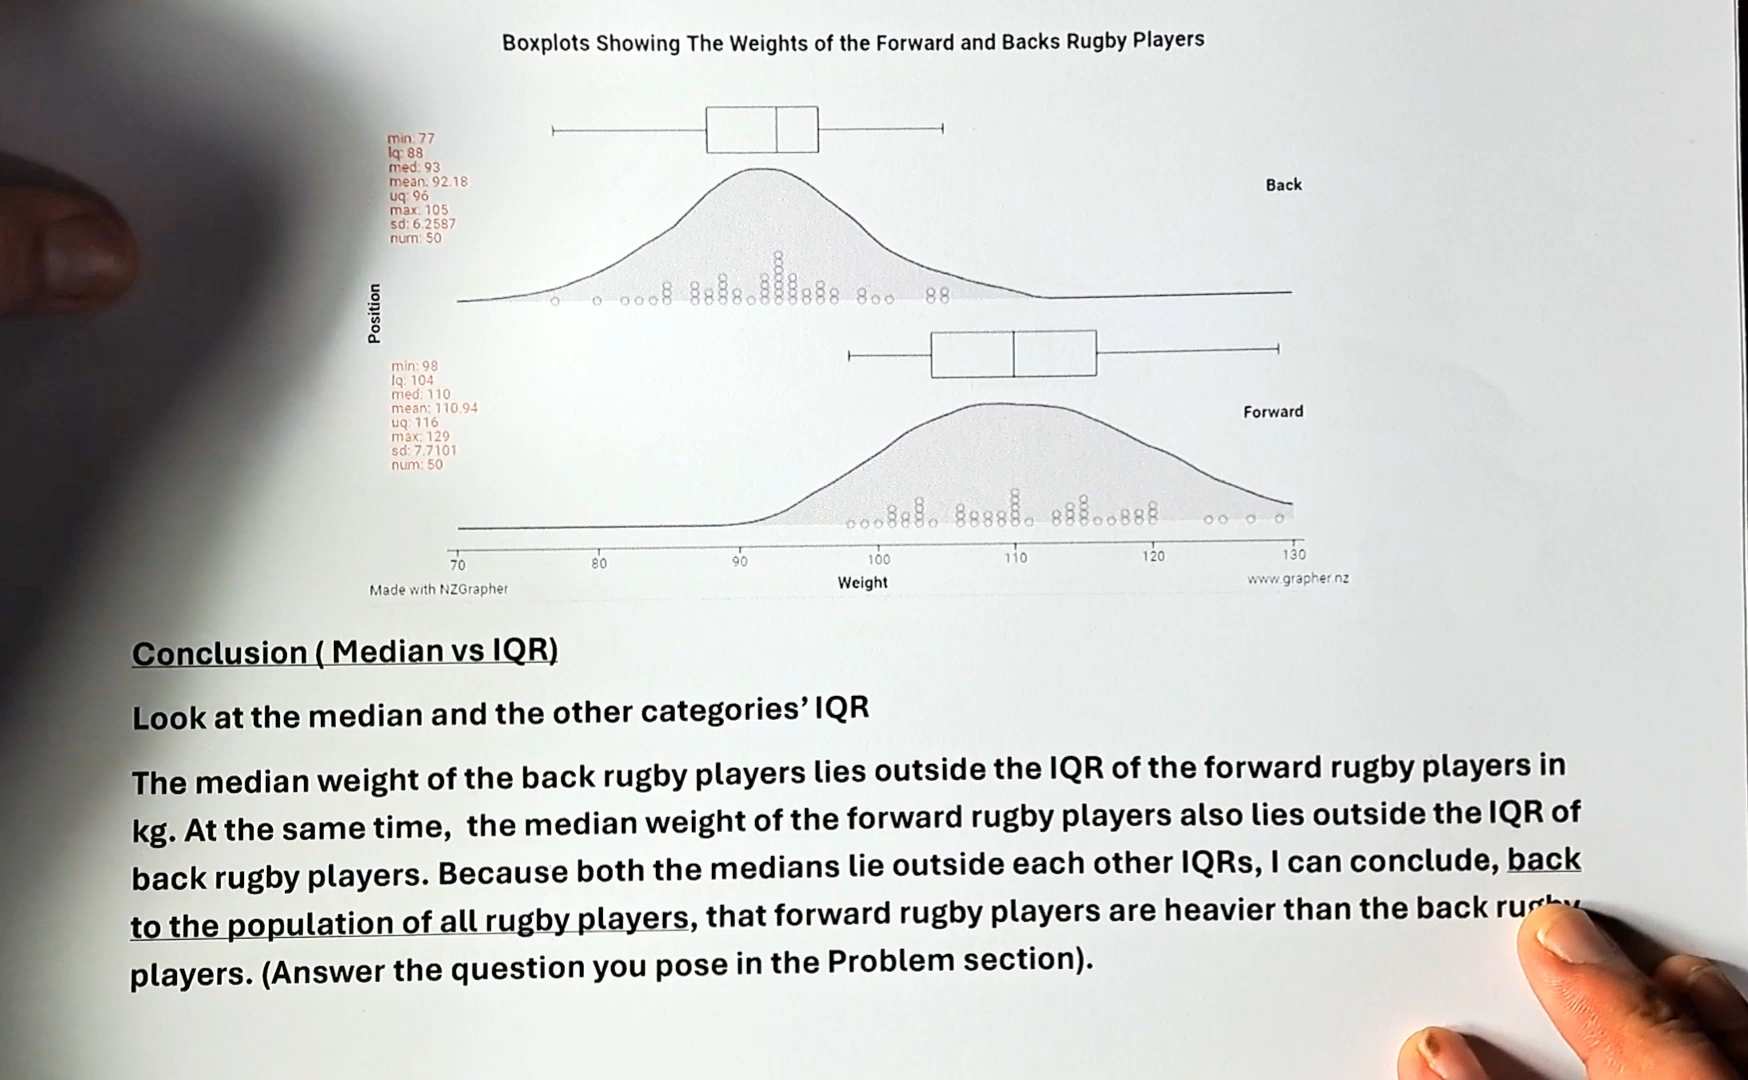 Boxplots Showing The Weights of the Forward and Backs Rugby Players
min: 77
lq: 88
med: 93
mean: 92.18
uq: 96
max: 105
sd: 6.2587
num: 50
Back
Position
min: 98
lq: 104
med: 110
mean: 110.94
uq: 116
max: 129
sd: 7.7101
num: 50
Forward
70 80 90 100 110 120 130
Made with NZGrapher Weight www.grapher.nz
Conclusion ( Median vs IQR)
Look at the median and the other categories’ IQR
The median weight of the back rugby players lies outside the IQR of the forward rugby players in
kg. At the same time, the median weight of the forward rugby players also lies outside the IQR of
back rugby players. Because both the medians lie outside each other IQRs, I can conclude, back
to the population of all rugby players, that forward rugby players are heavier than the back rugby
players. (Answer the question you pose in the Problem section).